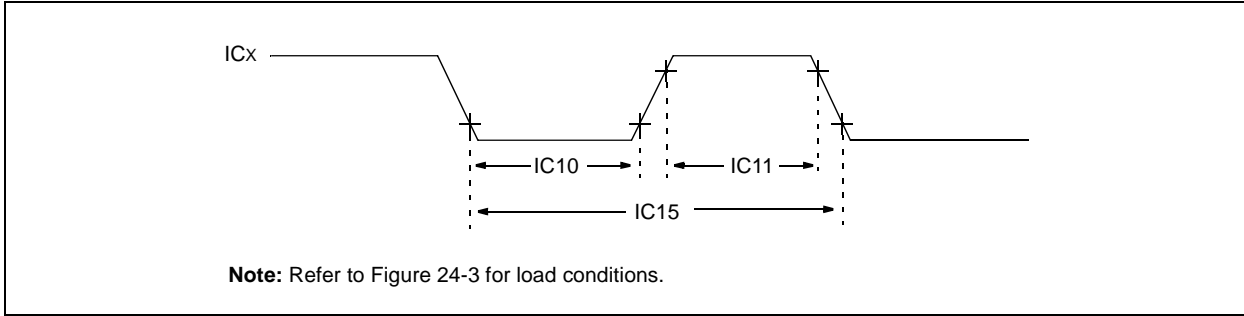 ICX
IC10
IC11
IC15
Note: Refer to Figure 24-3 for load conditions.